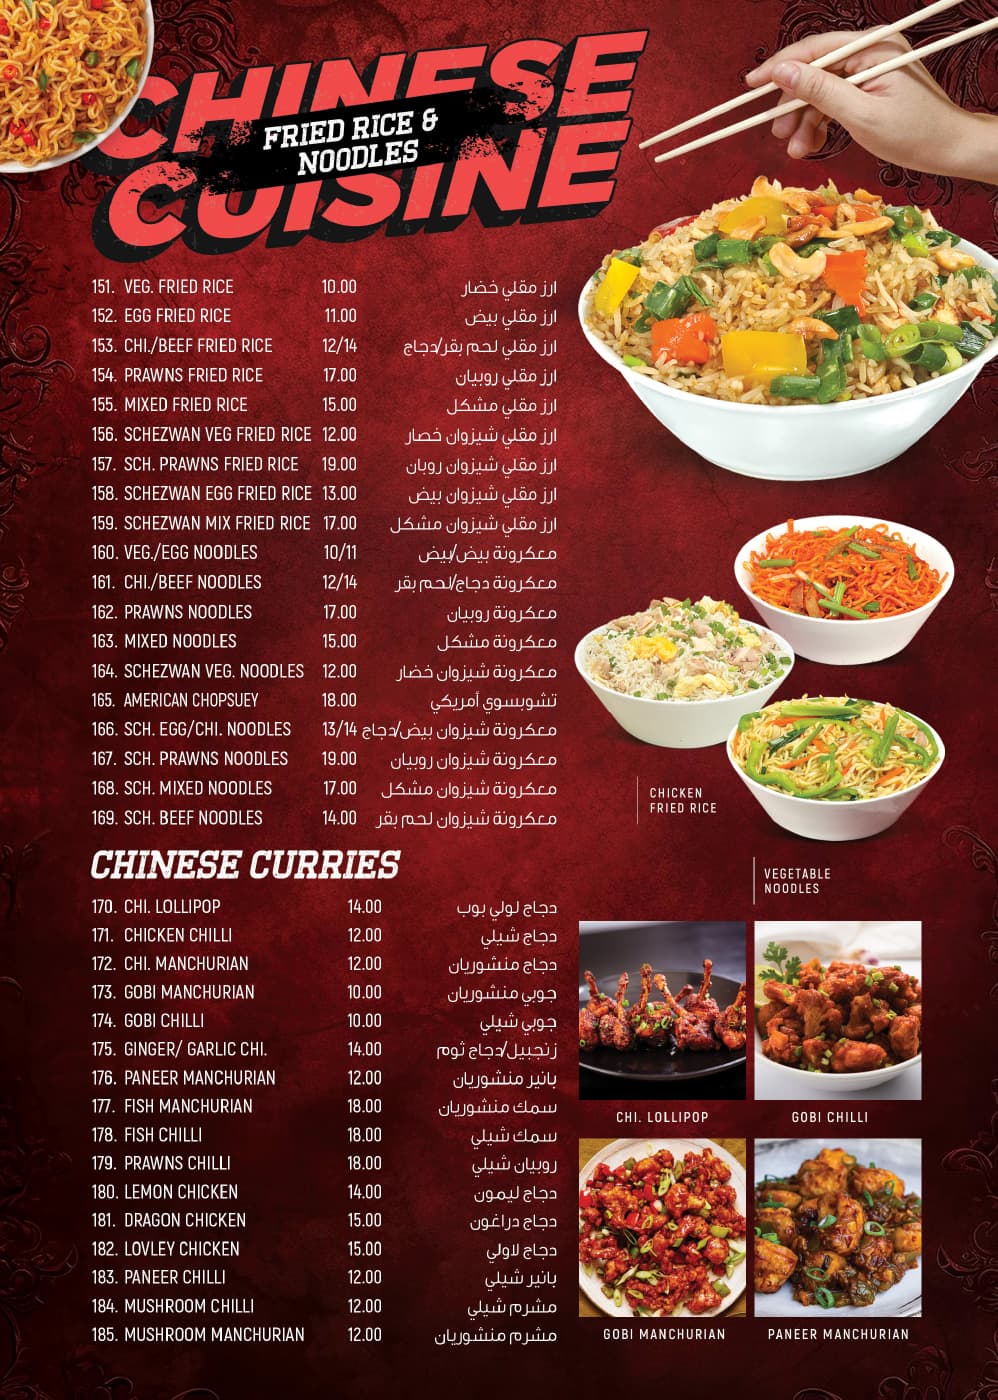 CHINESE
CUISINE
FRIED RICE &
NOODLES
151. VEG. FRIED RICE 10.00 ارز مقلي خضار
152. EGG FRIED RICE 11.00 ارز مقلي بيض
153. CHI./BEEF FRIED RICE 12/14 ارز مقلي لحم بقر/دجاج
154. PRAWNS FRIED RICE 17.00 ارز مقلي روبيان
155. MIXED FRIED RICE 15.00 ارز مقلي مشكل
156. SCHEZWAN VEG FRIED RICE 12.00 ارز مقلي شيزوان خصار
157. SCH. PRAWNS FRIED RICE 19.00 ارز مقلي شيزوان روبان
158. SCHEZWAN EGG FRIED RICE 13.00 ارز مقلي شيزوان بيض
159. SCHEZWAN MIX FRIED RICE 17.00 ارز مقلي شيزوان مشكل
160. VEG./EGG NOODLES 10/11 معكرونة بيض/بيض
161. CHI./BEEF NOODLES 12/14 معكرونة دجاج/لحم بقر
162. PRAWNS NOODLES 17.00 معكرونة روبيان
163. MIXED NOODLES 15.00 معكرونة مشكل
164. SCHEZWAN VEG. NOODLES 12.00 معكرونة شيزوان خضار
165. AMERICAN CHOPSUEY 18.00 تشوبسوي أمريكي
166. SCH. EGG/CHI. NOODLES 13/14 معكرونة شيزوان بيض/دجاج
167. SCH. PRAWNS NOODLES 19.00 معكرونة شيزوان روبيان
168. SCH. MIXED NOODLES 17.00 معكرونة شيزوان مشكل
169. SCH. BEEF NOODLES 14.00 معكرونة شيزوان لحم بقر
CHICKEN
FRIED RICE
VEGETABLE
NOODLES
CHINESE CURRIES
170. CHI. LOLLIPOP 14.00 دجاج لولي بوب
171. CHICKEN CHILLI 12.00 دجاج شيلي
172. CHI. MANCHURIAN 12.00 دجاج منشوريان
173. GOBI MANCHURIAN 10.00 جوبي منشوريان
174. GOBI CHILLI 10.00 جوبي شيلي
175. GINGER/ GARLIC CHI. 14.00 زنجبيل/دجاج ثوم
176. PANEER MANCHURIAN 12.00 بانير منشوريان
177. FISH MANCHURIAN 18.00 سمك منشوريان
178. FISH CHILLI 18.00 سمك شيلي
179. PRAWNS CHILLI 18.00 روبيان شيلي
180. LEMON CHICKEN 14.00 دجاج ليمون
181. DRAGON CHICKEN 15.00 دجاج دراغون
182. LOVLEY CHICKEN 15.00 دجاج لاولي
183. PANEER CHILLI 12.00 بانير شيلي
184. MUSHROOM CHILLI 12.00 مشرم شيلي
185. MUSHROOM MANCHURIAN 12.00 مشرم منشوريان
CHI. LOLLIPOP
GOBI CHILLI
GOBI MANCHURIAN
PANEER MANCHURIAN